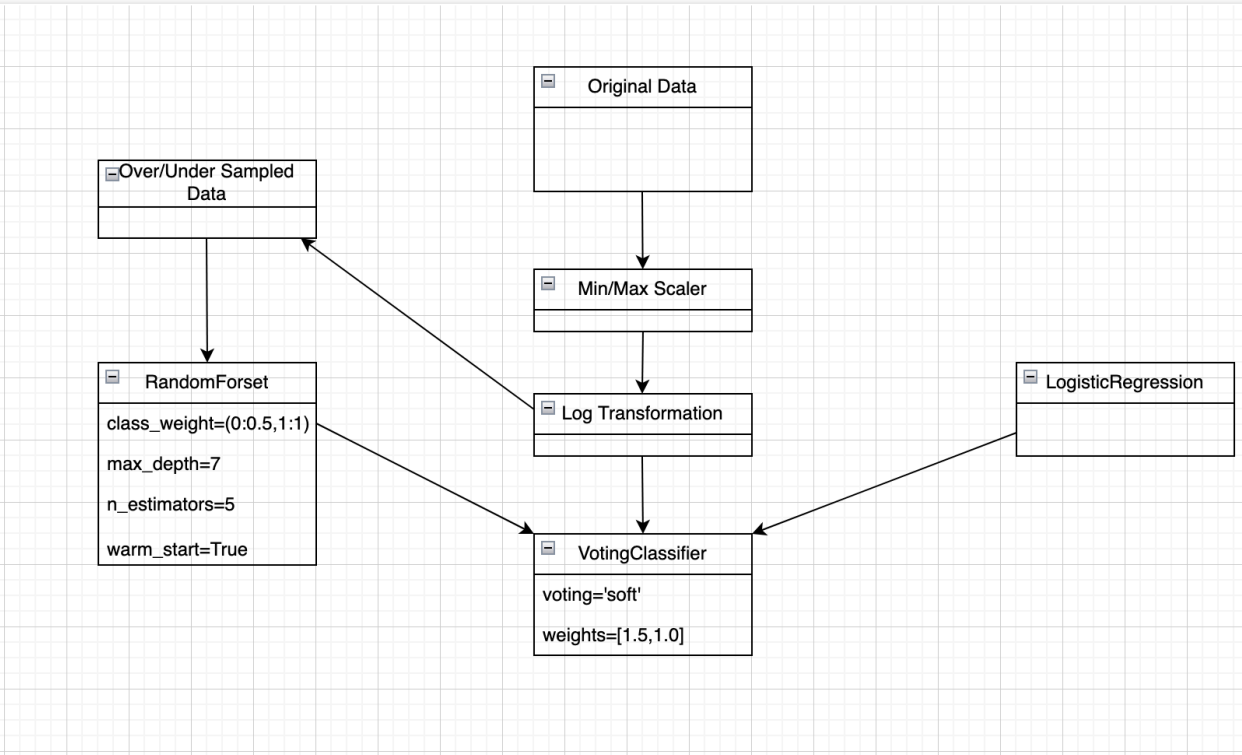 Original Data
Over/Under Sampled
Data
Min/Max Scaler
RandomForset
class_weight=(0:0.5,1:1)
max_depth=7
n_estimators=5
warm_start=True
Log Transformation
LogisticRegression
VotingClassifier
voting='soft'
weights=[1.5,1.0]